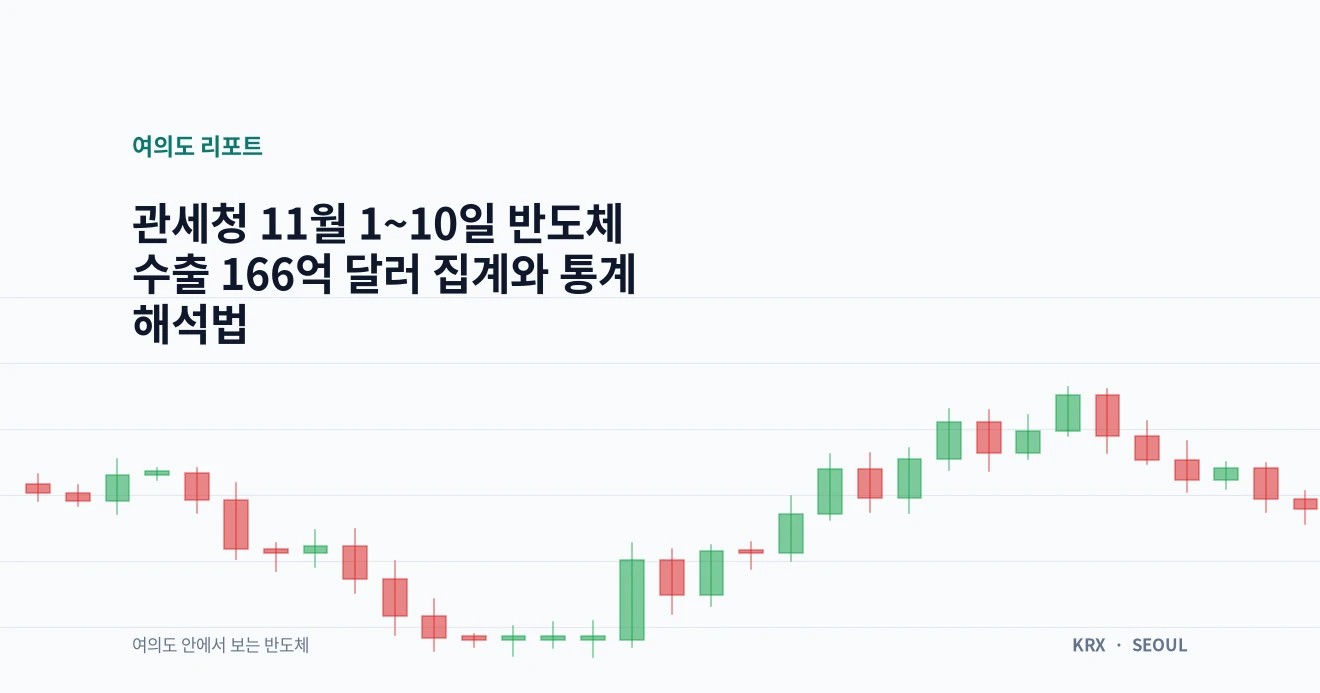 여의도 리포트
관세청 11월 1~10일 반도체
수출 166억 달러 집계와 통계
해석법
여의도 안에서 보는 반도체
KRX · SEOUL